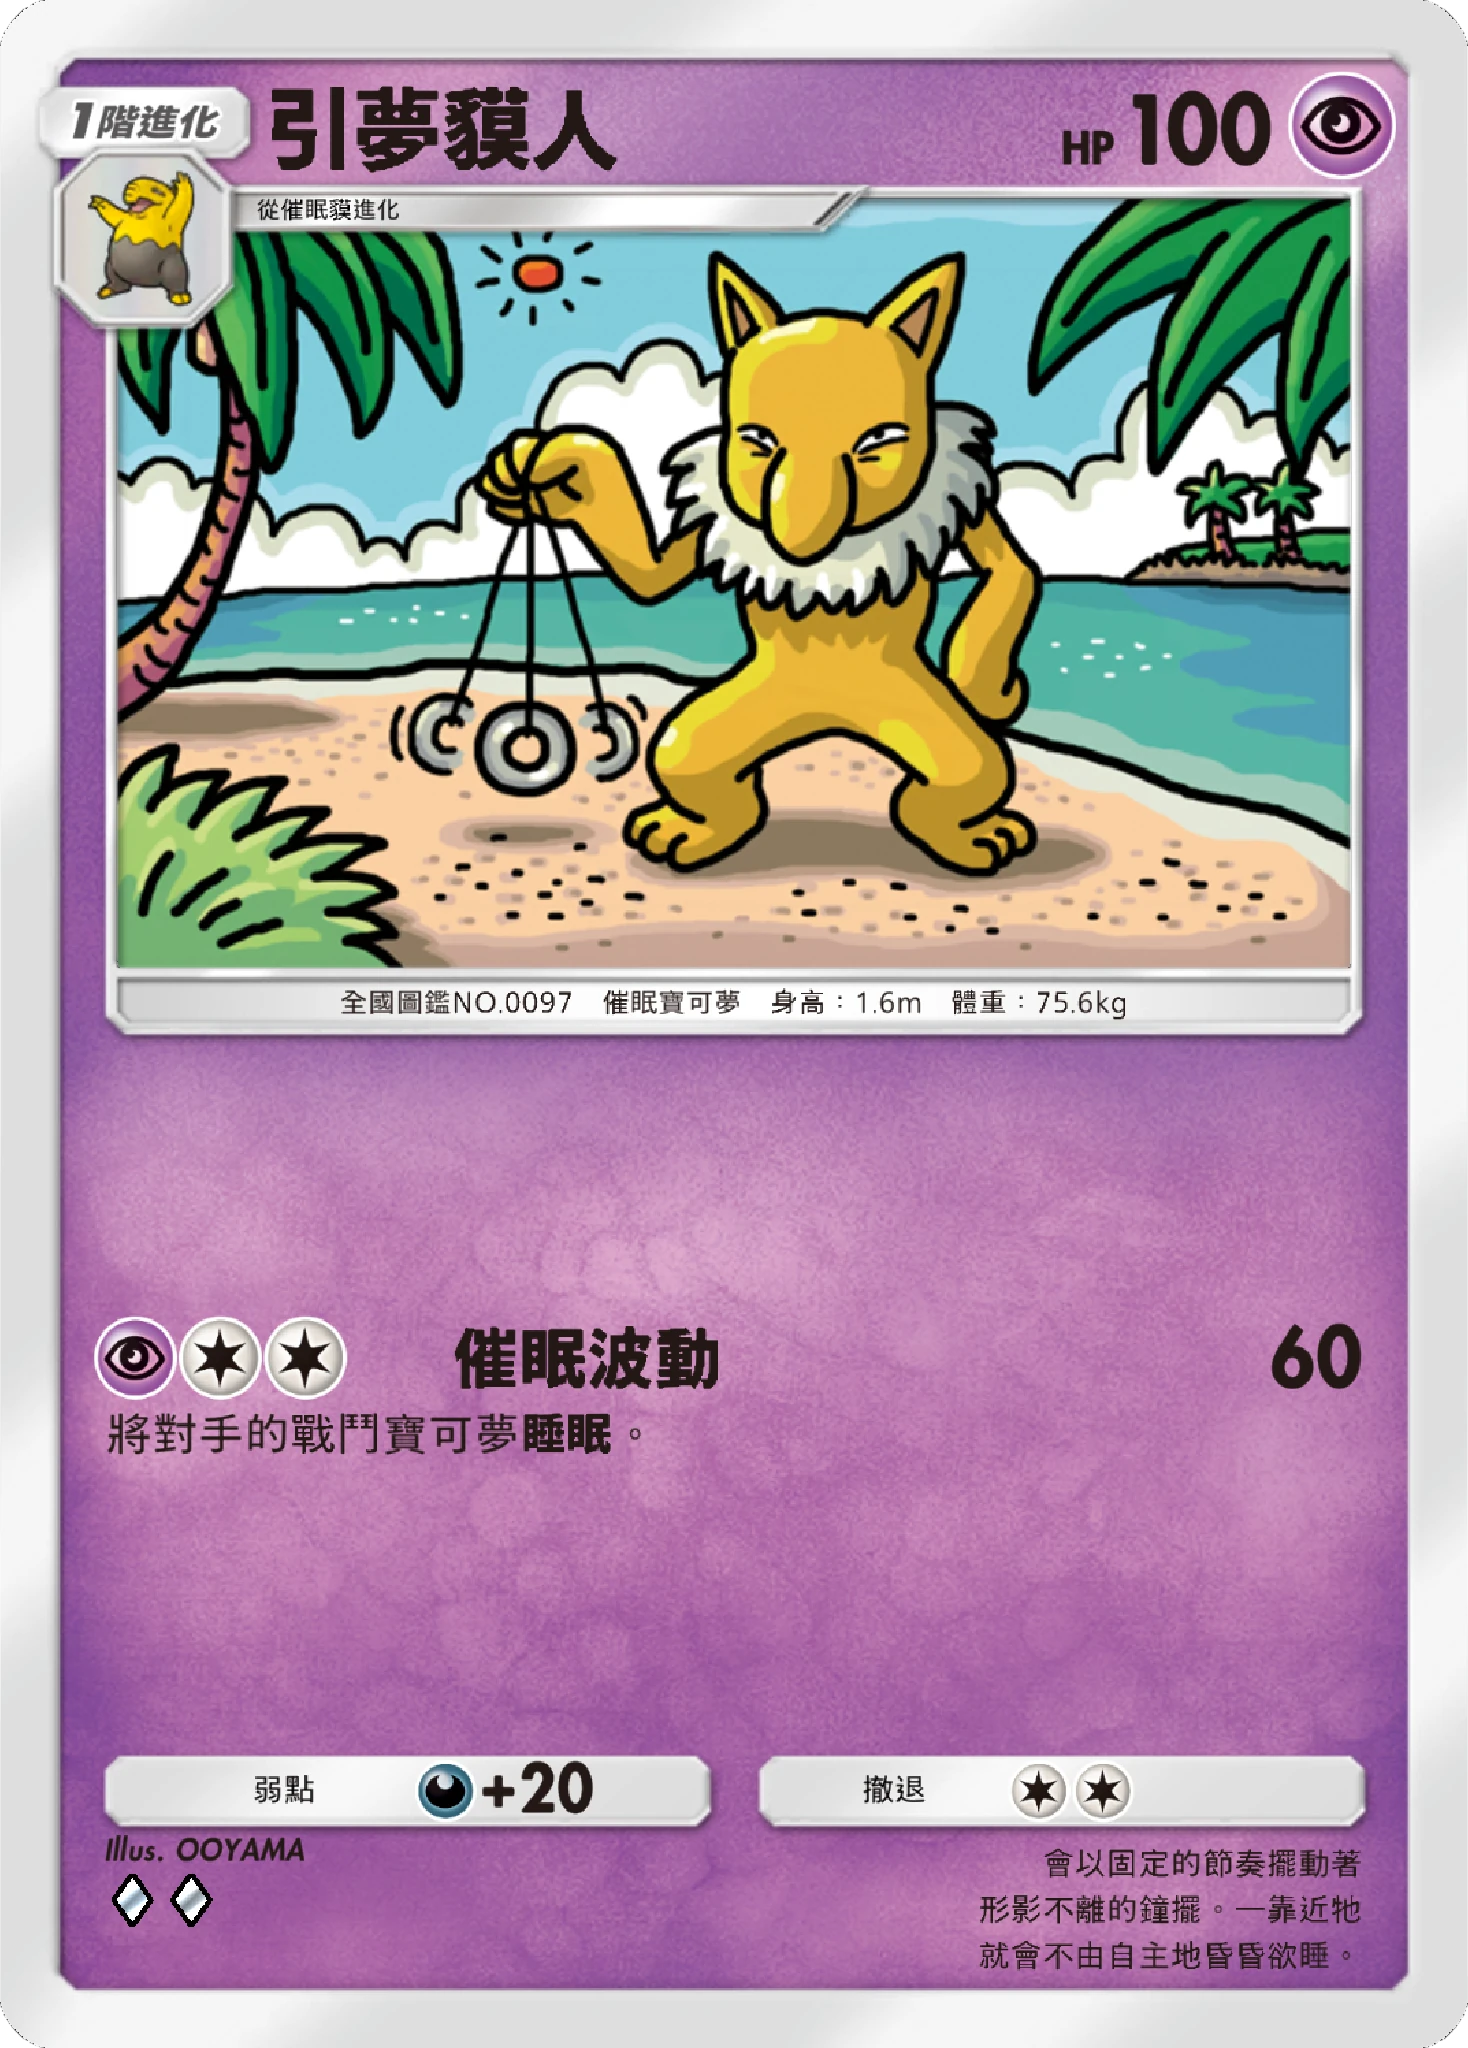 1階進化
引夢貘人
HP 100
從催眠貘進化
全國圖鑑NO.0097 催眠寶可夢 身高：1.6m 體重：75.6kg
催眠波動 60
將對手的戰鬥寶可夢睡眠。
弱點 +20
撤退
Illus. OOYAMA
會以固定的節奏擺動著
形影不離的鐘擺。一靠近牠
就會不由自主地昏昏欲睡。